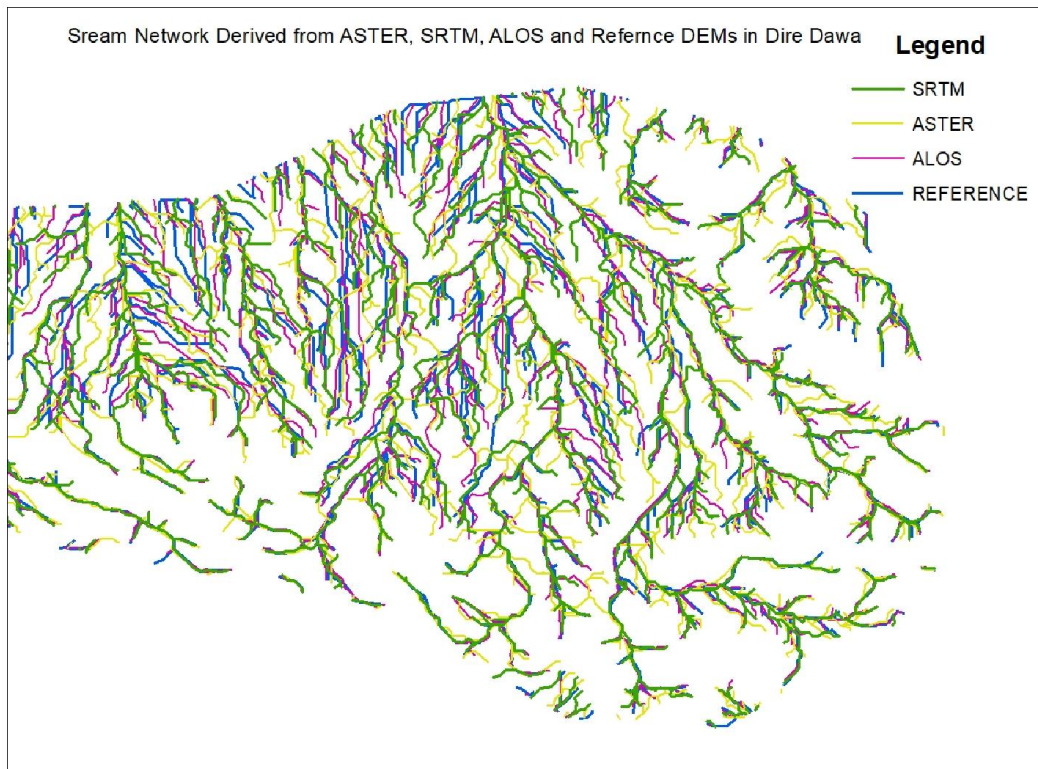 Sream Network Derived from ASTER, SRTM, ALOS and Refernce DEMs in Dire Dawa
Legend
SRTM
ASTER
ALOS
REFERENCE